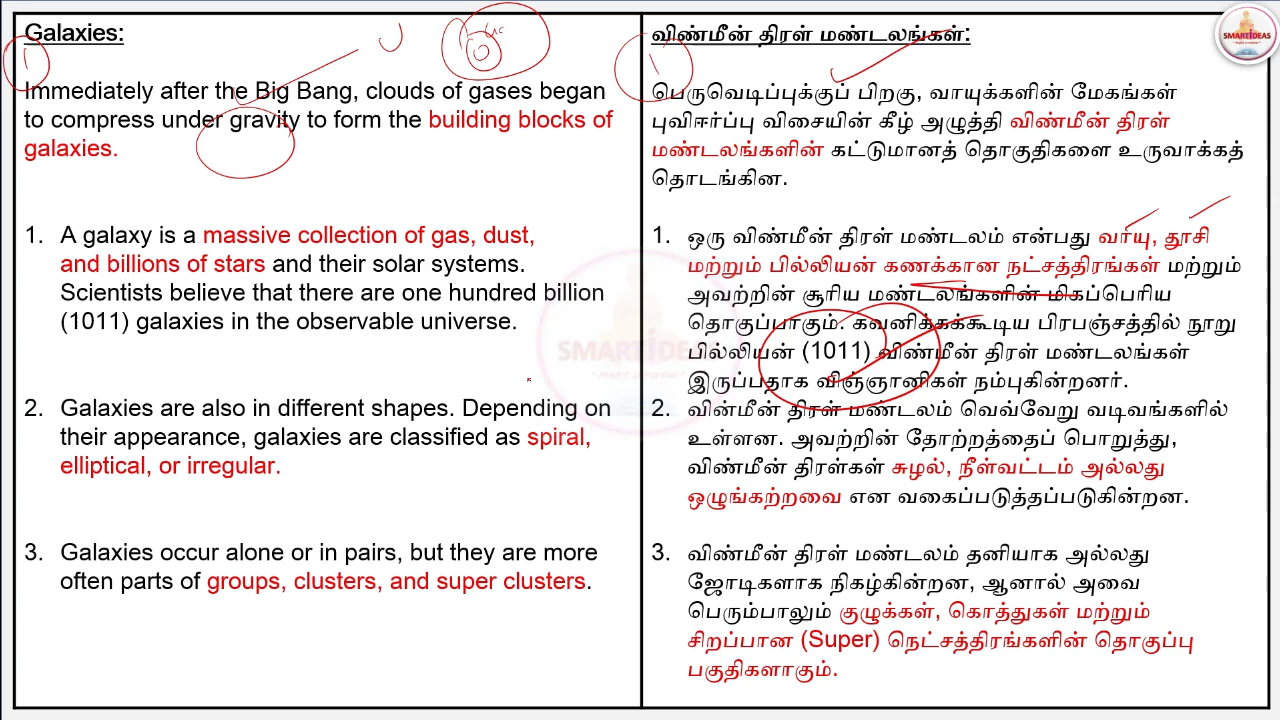 Galaxies:
Immediately after the Big Bang, clouds of gases began
to compress under gravity to form the building blocks of
galaxies.
1. A galaxy is a massive collection of gas, dust,
and billions of stars and their solar systems.
Scientists believe that there are one hundred billion
(1011) galaxies in the observable universe.
2. Galaxies are also in different shapes. Depending on
their appearance, galaxies are classified as spiral,
elliptical, or irregular.
3. Galaxies occur alone or in pairs, but they are more
often parts of groups, clusters, and super clusters.
விண்மீன் திரள் மண்டலங்கள்:
பெருவெடிப்புக்குப் பிறகு, வாயுக்களின் மேகங்கள்
புவிஈர்ப்பு விசையின் கீழ் அழுத்தி விண்மீன் திரள்
மண்டலங்களின் கட்டுமானத் தொகுதிகளை உருவாக்கத்
தொடங்கின.
1. ஒரு விண்மீன் திரள் மண்டலம் என்பது வாயு, தூசி
மற்றும் பில்லியன் கணக்கான நட்சத்திரங்கள் மற்றும்
அவற்றின் சூரிய மண்டலங்களின் மிகப்பெரிய
தொகுப்பாகும். கவனிக்கக்கூடிய பிரபஞ்சத்தில் நூறு
பில்லியன் (1011) விண்மீன் திரள் மண்டலங்கள்
இருப்பதாக விஞ்ஞானிகள் நம்புகின்றனர்.
2. விண்மீன் திரள் மண்டலம் வெவ்வேறு வடிவங்களில்
உள்ளன. அவற்றின் தோற்றத்தைப் பொறுத்து,
விண்மீன் திரள்கள் சுழல், நீள்வட்டம் அல்லது
ஒழுங்கற்றவை என வகைப்படுத்தப்படுகின்றன.
3. விண்மீன் திரள் மண்டலம் தனியாக அல்லது
ஜோடிகளாக நிகழ்கின்றன, ஆனால் அவை
பெரும்பாலும் குழுக்கள், கொத்துகள் மற்றும்
சிறப்பான (Super) நெட்சத்திரங்களின் தொகுப்பு
பகுதிகளாகும்.
SMARTIDEAS
SMARTIDEAS